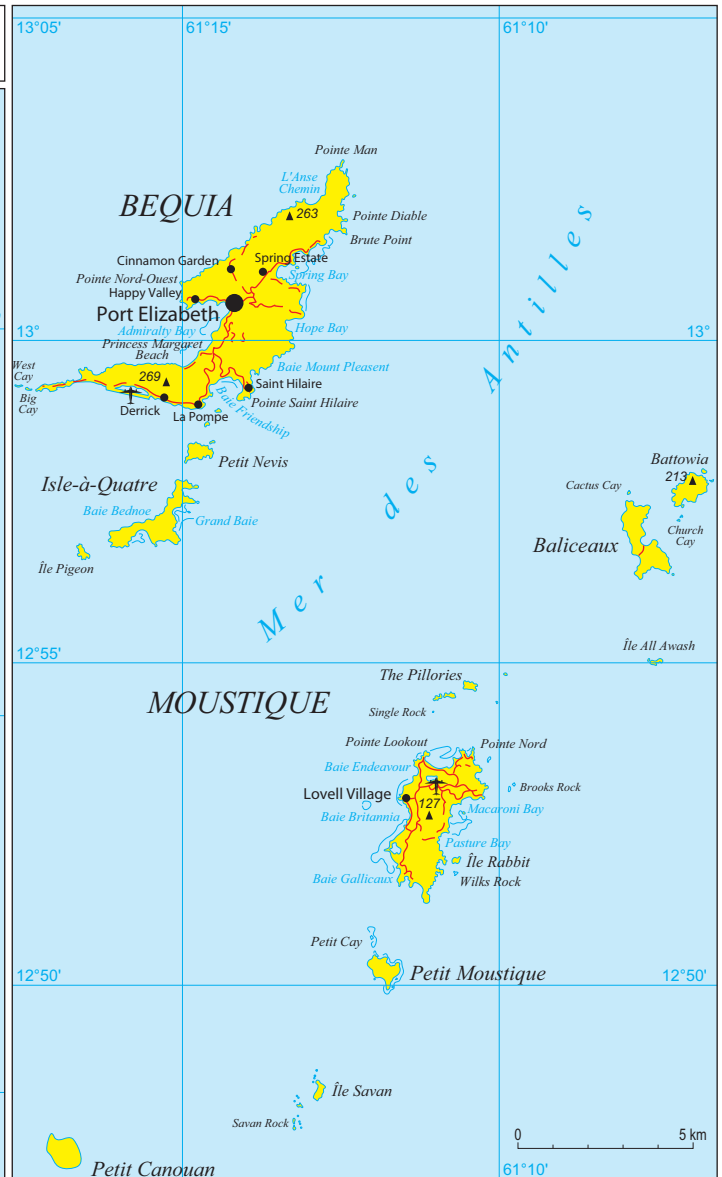 13°05'
61°15'
61°10'
Pointe Man
L'Anse
Chemin
BEQUIA
263
Pointe Diable
Brute Point
Cinnamon Garden
Spring Estate
Pointe Nord-Ouest
Spring Bay
Happy Valley
Port Elizabeth
Admiralty Bay
Hope Bay
13°
13°
Princess Margaret
Beach
Baie Mount Pleasent
West
Cay
Big
Cay
269
Saint Hilaire
Derrick
La Pompe
Pointe Saint Hilaire
Baie Friendship
Petit Nevis
Isle-à-Quatre
Baie Bednoe
Grand Baie
Île Pigeon
Mer des Antilles
Battowia
213
Cactus Cay
Church
Cay
Baliceaux
Île All Awash
12°55'
The Pillories
MOUSTIQUE
Single Rock
Pointe Lookout
Pointe Nord
Baie Endeavour
Lovell Village
Brooks Rock
127
Baie Britannia
Macaroni Bay
Pasture Bay
Île Rabbit
Baie Gallicaux
Wilks Rock
Petit Cay
Petit Moustique
12°50'
12°50'
Île Savan
Savan Rock
0
5 km
Petit Canouan
61°10'